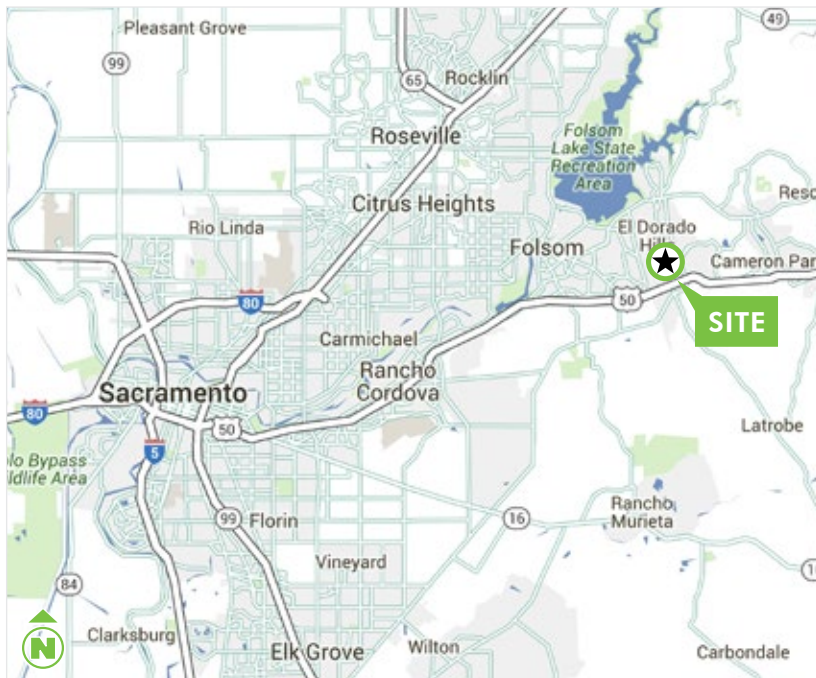 Pleasant Grove
49
99
Rocklin
65
Roseville
Folsom
Lake State
Recreation
Area
Citrus Heights
Rio Linda
El Dorado
Hills
Folsom
Cameron Par
80
50
SITE
Carmichael
Rancho
Cordova
Sacramento
80
50
5
Latrobe
lo Bypass
ildlife Area
99
Florin
16
Rancho
Murieta
Vineyard
84
Clarksburg
Elk Grove
Wilton
Carbondale
N